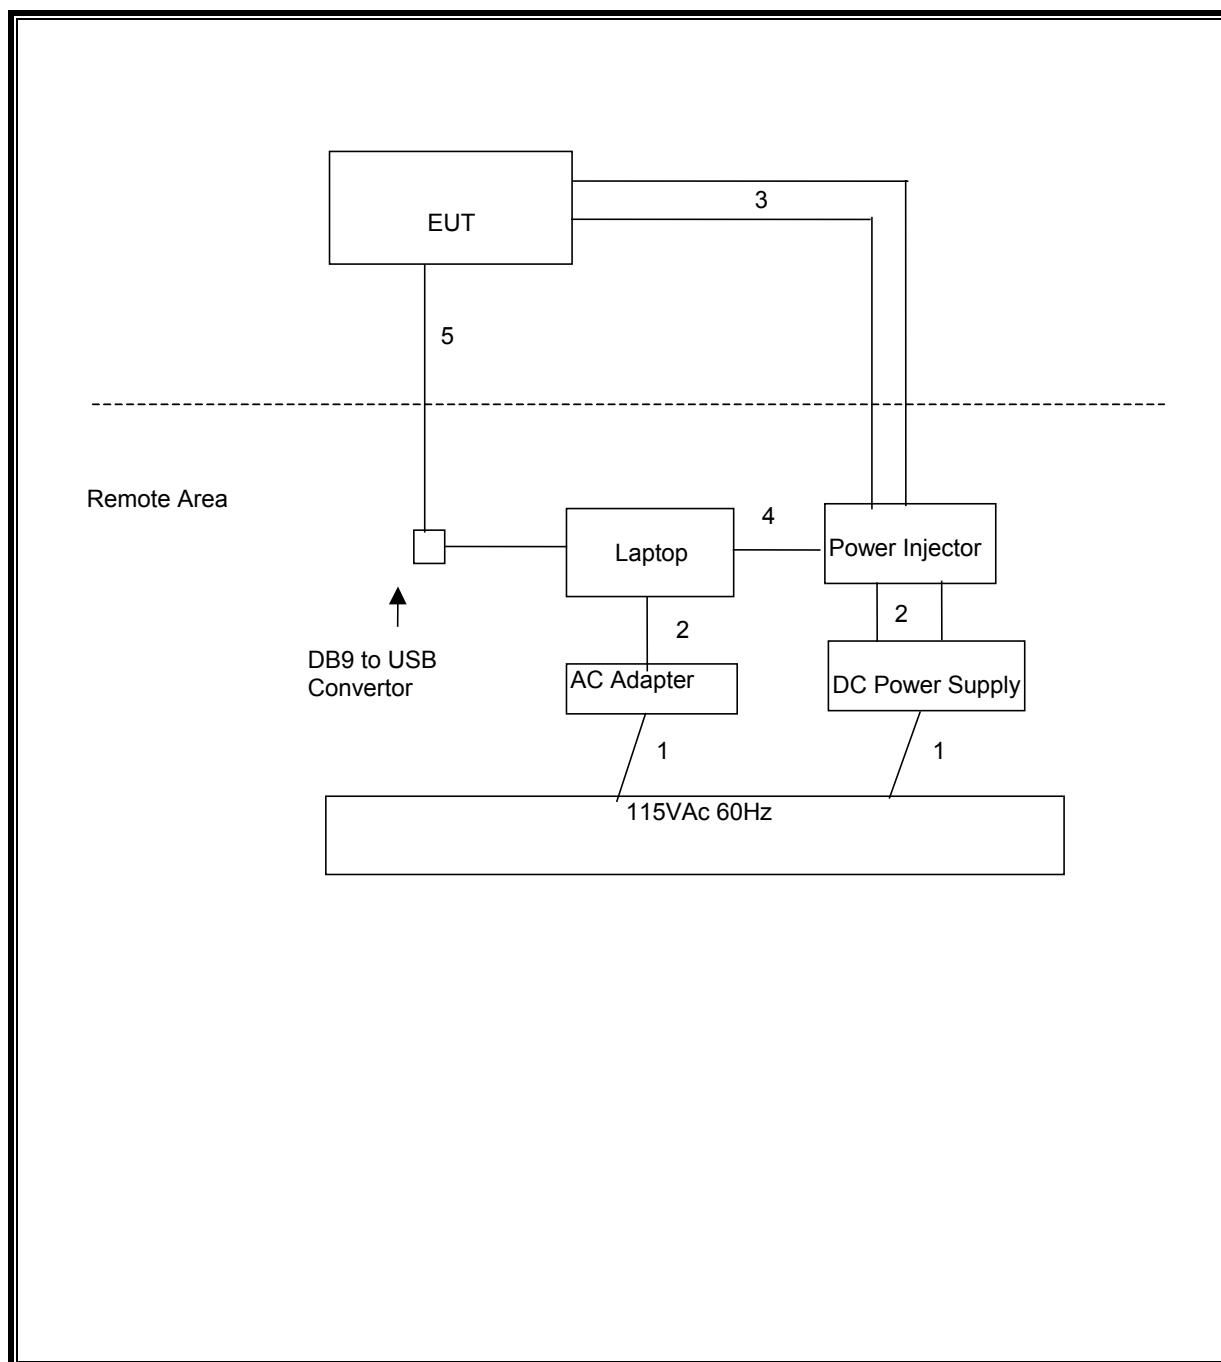 EUT
3
5
Remote Area
4
Laptop
Power Injector
2
2
DB9 to USB
Convertor
AC Adapter
DC Power Supply
1
1
115VAc 60Hz